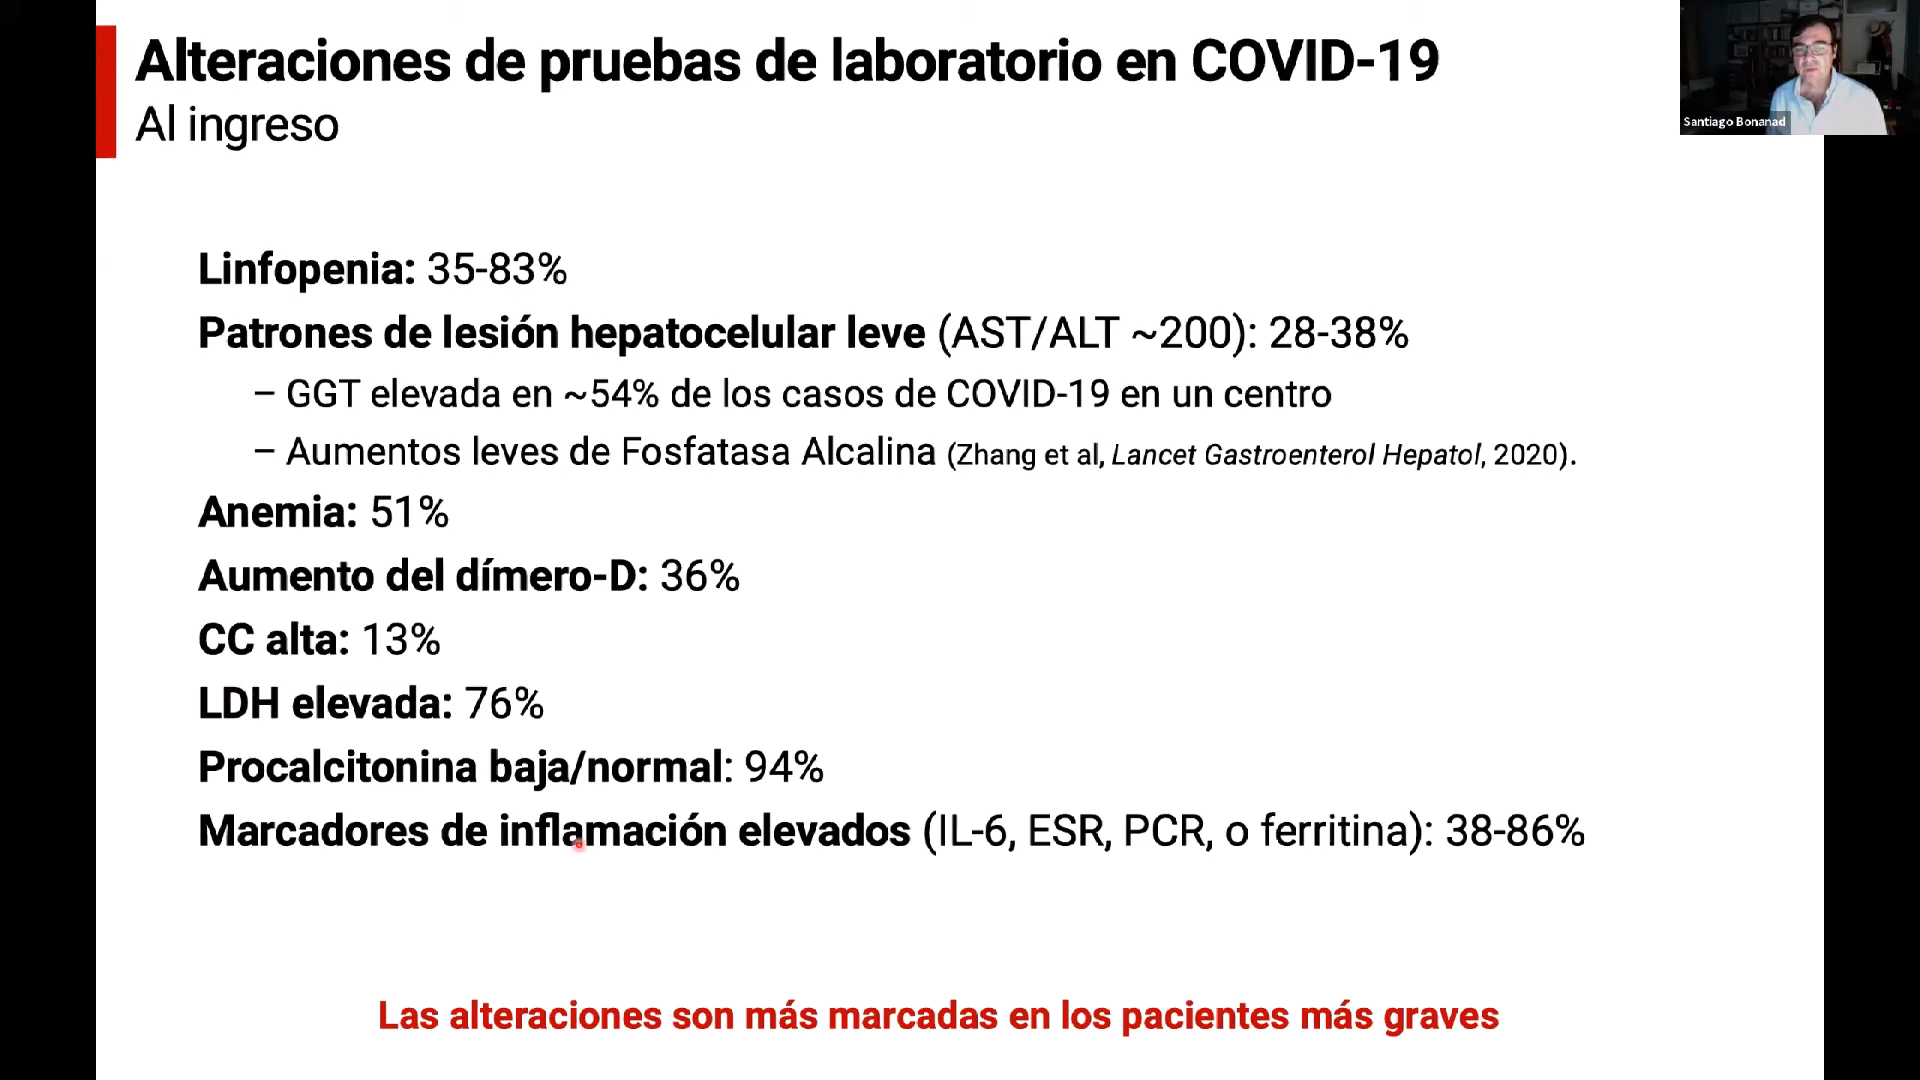 Alteraciones de pruebas de laboratorio en COVID-19
Al ingreso
Santiago Bonanad
Linfopenia: 35-83%
Patrones de lesión hepatocelular leve (AST/ALT ~200): 28-38%
– GGT elevada en ~54% de los casos de COVID-19 en un centro
– Aumentos leves de Fosfatasa Alcalina (Zhang et al, Lancet Gastroenterol Hepatol, 2020).
Anemia: 51%
Aumento del dímero-D: 36%
CC alta: 13%
LDH elevada: 76%
Procalcitonina baja/normal: 94%
Marcadores de inflamación elevados (IL-6, ESR, PCR, o ferritina): 38-86%
Las alteraciones son más marcadas en los pacientes más graves